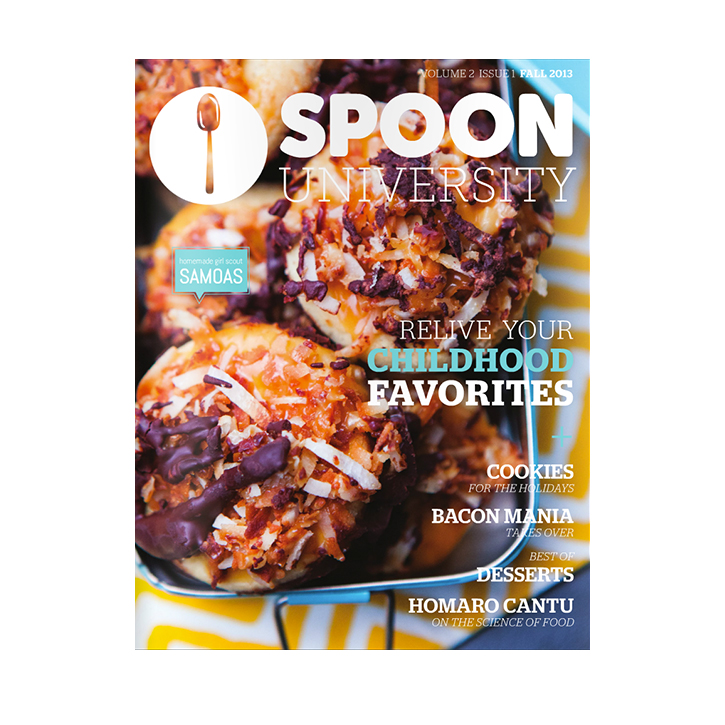 VOLUME 2 ISSUE 1 FALL 2013
SPOON
UNIVERSITY
homemade girl scout
SAMOAS
RELIVE YOUR
CHILDHOOD
FAVORITES
+
COOKIES
FOR THE HOLIDAYS
BACON MANIA
TAKES OVER
BEST OF
DESSERTS
HOMARO CANTU
ON THE SCIENCE OF FOOD